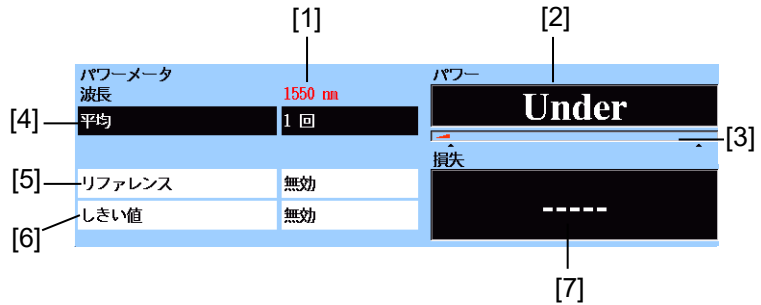 [1]
[2]
パワーメータ
パワー
波長
1550 nm
Under
[4]
平均
1 回
[3]
損失
[5]
リファレンス
無効
[6]
しきい値
無効
-----
[7]